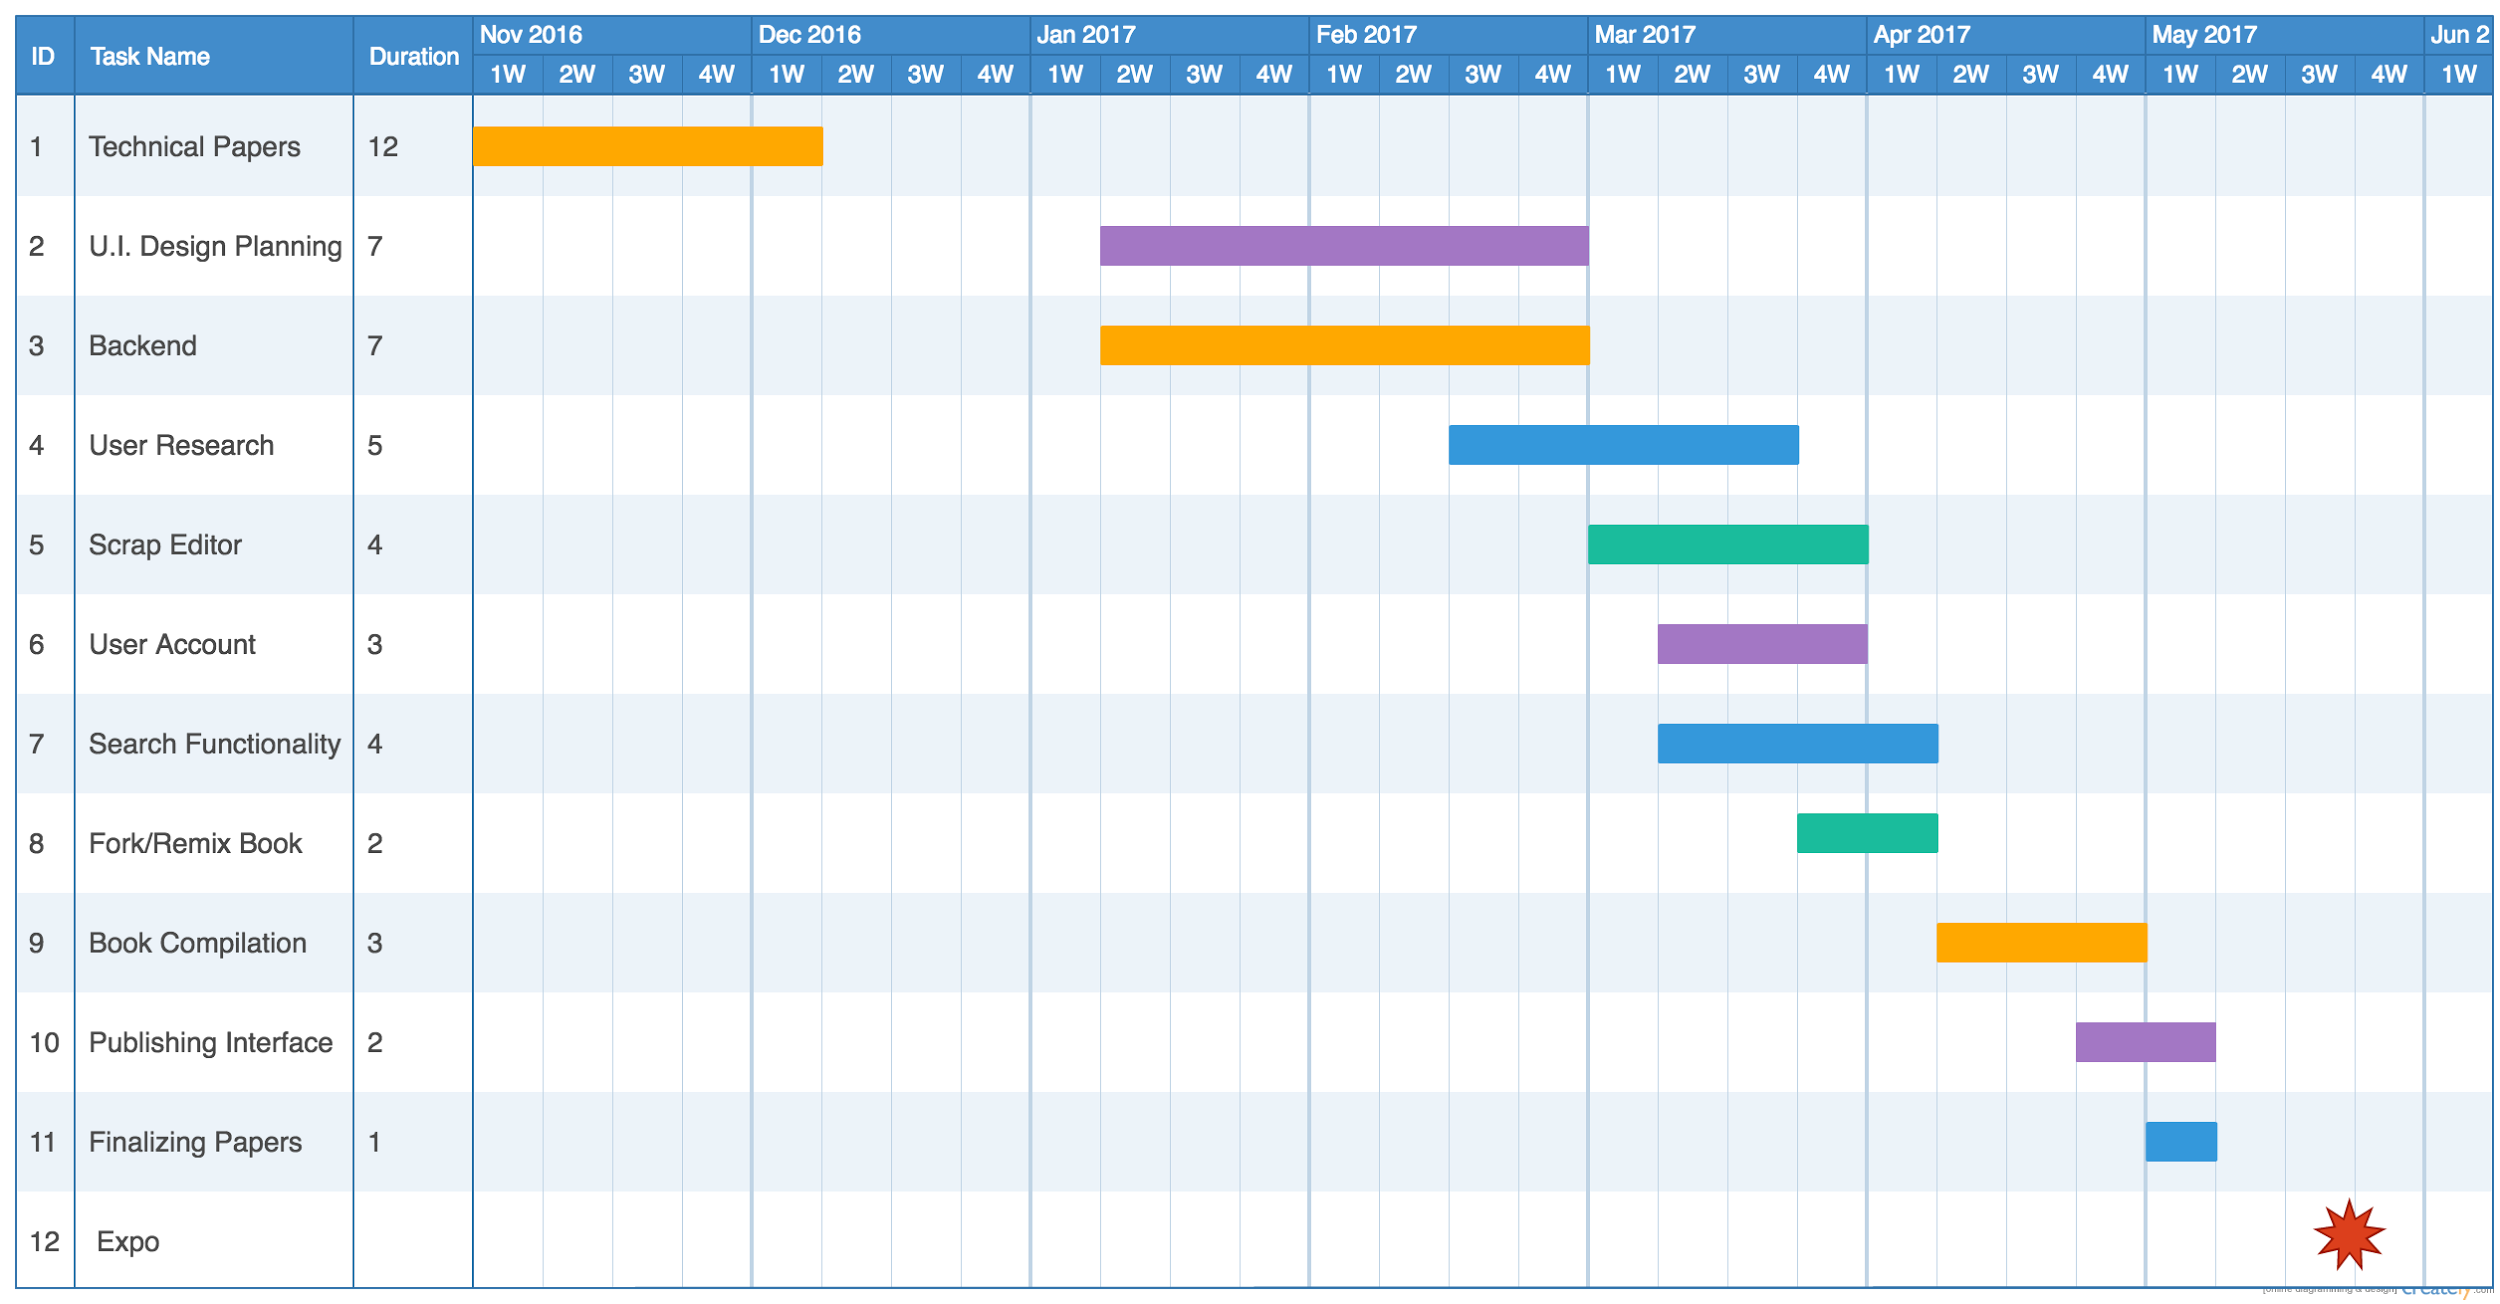 ID Task Name Duration Nov 2016 Dec 2016 Jan 2017 Feb 2017 Mar 2017 Apr 2017 May 2017 Jun 2
1W 2W 3W 4W 1W 2W 3W 4W 1W 2W 3W 4W 1W 2W 3W 4W 1W 2W 3W 4W 1W 2W 3W 4W 1W 2W 3W 4W 1W
1 Technical Papers 12
2 U.I. Design Planning 7
3 Backend 7
4 User Research 5
5 Scrap Editor 4
6 User Account 3
7 Search Functionality 4
8 Fork/Remix Book 2
9 Book Compilation 3
10 Publishing Interface 2
11 Finalizing Papers 1
12 Expo
[online diagramming & design] creately.com